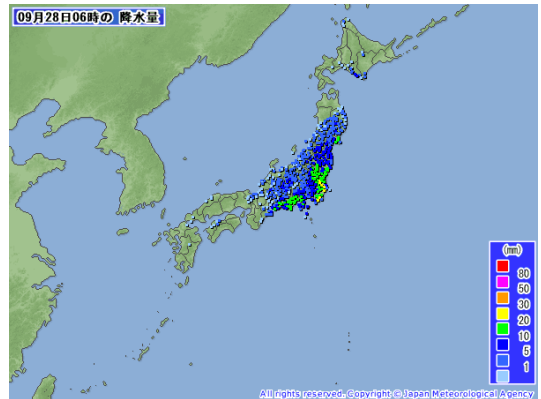 09月28日06時の 降水量
(mm)
80
50
30
20
10
5
1
All rights reserved. Copyright © Japan Meteorological Agency